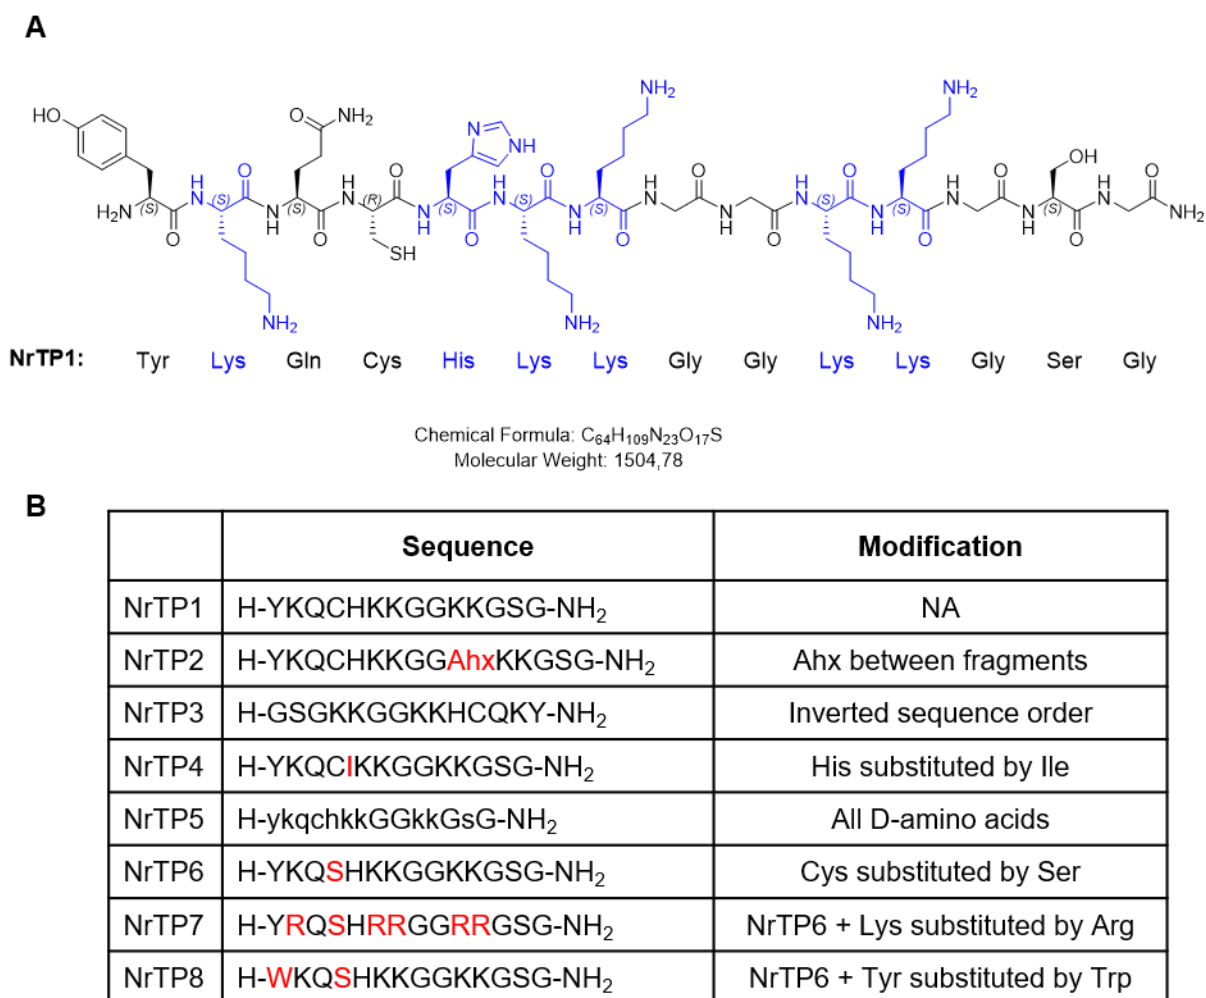 A
NH₂ NH₂
HO O NH₂ N NH OH
H O H O O H O H O O
N (S) N (R) N N (S) N (S) N O N O
H₂N (S) N (S) N (S) N (S) N N (S) N (S) NH₂
O H O H O H O H O H O H O
SH
NH₂ NH₂ NH₂
NrTP1: Tyr Lys Gln Cys His Lys Lys Gly Gly Lys Lys Gly Ser Gly
Chemical Formula: C₆₄H₁₀₉N₂₃O₁₇S
Molecular Weight: 1504,78
B
Sequence Modification
NrTP1 H-YKQCHKKGGKKGSG-NH₂ NA
NrTP2 H-YKQCHKKGGAhxKKGSG-NH₂ Ahx between fragments
NrTP3 H-GSGKKGGKKHCQKY-NH₂ Inverted sequence order
NrTP4 H-YKQCIKKGGKKGSG-NH₂ His substituted by Ile
NrTP5 H-ykqchkkGGkkGsG-NH₂ All D-amino acids
NrTP6 H-YKQSHKKGGKKGSG-NH₂ Cys substituted by Ser
NrTP7 H-YRQSHRRGGRRGSG-NH₂ NrTP6 + Lys substituted by Arg
NrTP8 H-WKQSHKKGGKKGSG-NH₂ NrTP6 + Tyr substituted by Trp